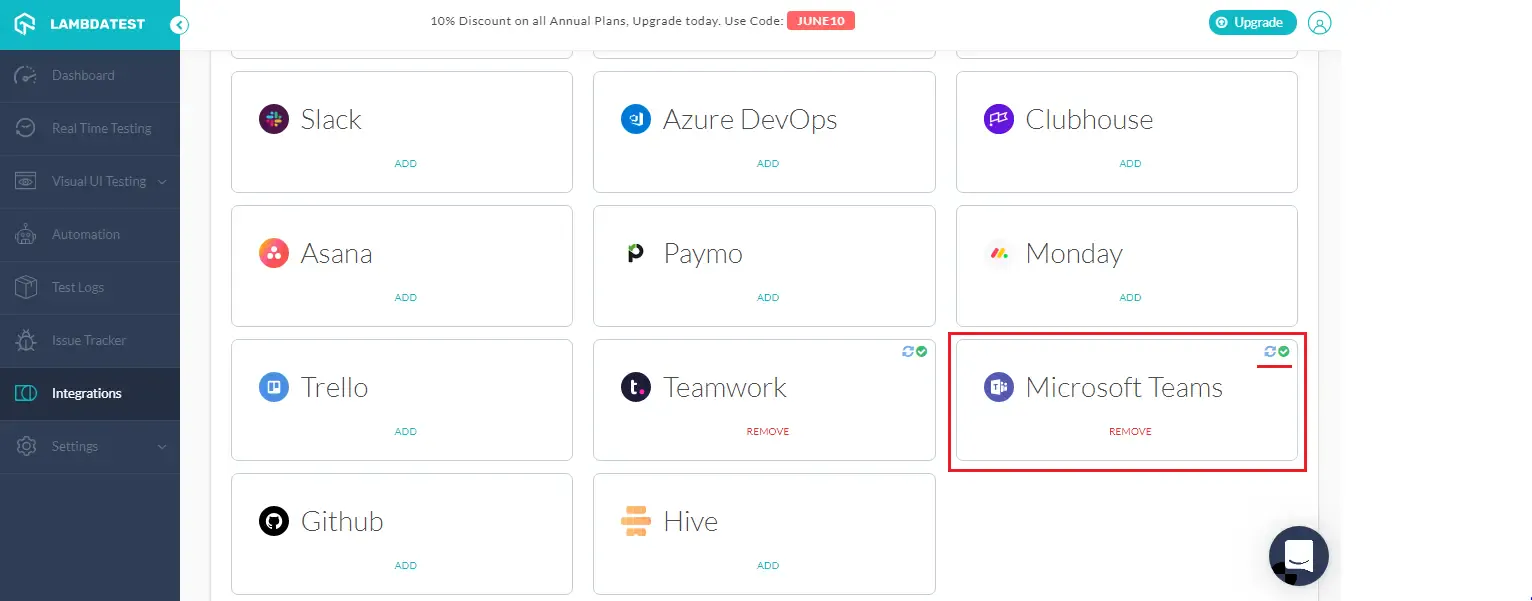 LAMBDATEST
10% Discount on all Annual Plans, Upgrade today. Use Code: JUNE10
Upgrade
Dashboard
Real Time Testing
Visual UI Testing
Automation
Test Logs
Issue Tracker
Integrations
Settings
Slack
ADD
Azure DevOps
ADD
Clubhouse
ADD
Asana
ADD
Paymo
ADD
Monday
ADD
Trello
ADD
Teamwork
REMOVE
Microsoft Teams
REMOVE
Github
ADD
Hive
ADD